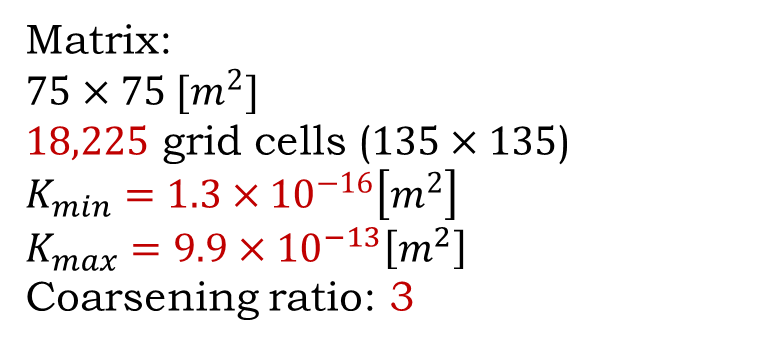 Matrix:
75 × 75 [m²]
18,225 grid cells (135 × 135)
K_min = 1.3 × 10⁻¹⁶[m²]
K_max = 9.9 × 10⁻¹³[m²]
Coarsening ratio: 3